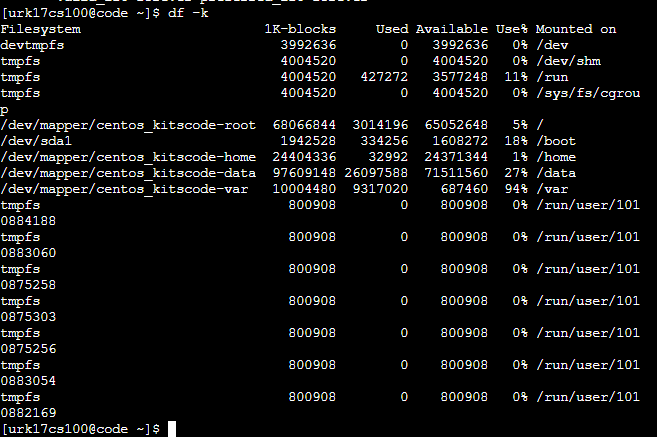 [urk17cs100@code ~]$ df -k
Filesystem 1K-blocks Used Available Use% Mounted on
devtmpfs 3992636 0 3992636 0% /dev
tmpfs 4004520 0 4004520 0% /dev/shm
tmpfs 4004520 427272 3577248 11% /run
tmpfs 4004520 0 4004520 0% /sys/fs/cgrou
p
/dev/mapper/centos_kitscode-root 68066844 3014196 65052648 5% /
/dev/sda1 1942528 334256 1608272 18% /boot
/dev/mapper/centos_kitscode-home 24404336 32992 24371344 1% /home
/dev/mapper/centos_kitscode-data 97609148 26097588 71511560 27% /data
/dev/mapper/centos_kitscode-var 10004480 9317020 687460 94% /var
tmpfs 800908 0 800908 0% /run/user/101
0884188
tmpfs 800908 0 800908 0% /run/user/101
0883060
tmpfs 800908 0 800908 0% /run/user/101
0875258
tmpfs 800908 0 800908 0% /run/user/101
0875303
tmpfs 800908 0 800908 0% /run/user/101
0875256
tmpfs 800908 0 800908 0% /run/user/101
0883054
tmpfs 800908 0 800908 0% /run/user/101
0882169
[urk17cs100@code ~]$